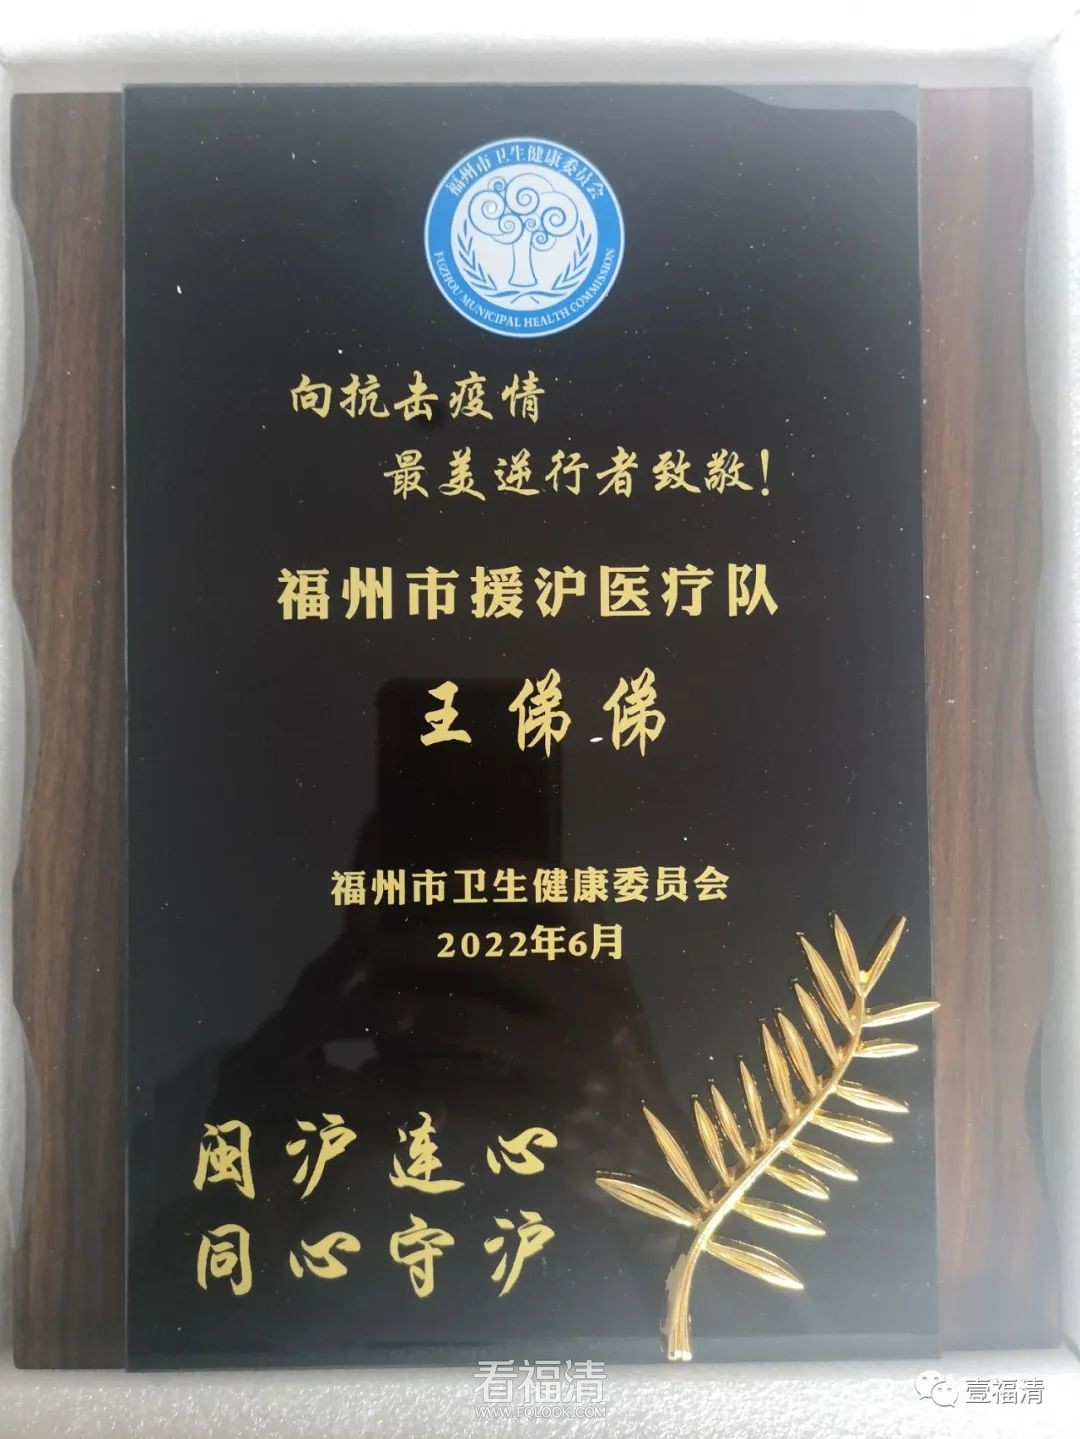 福州市卫生健康委员会
FUZHOU MUNICIPAL HEALTH COMMISSION
向抗击疫情
最美逆行者致敬！
福州市援沪医疗队
王俤俤
福州市卫生健康委员会
2022年6月
闽沪连心
同心守沪
看福清
WWW.FQLOOK.COM
壹福清